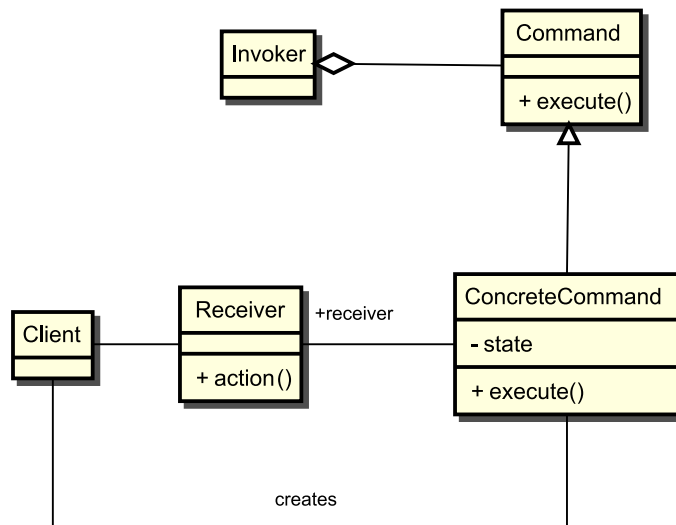 Invoker
Command
+ execute()
Client
Receiver
+ action()
+receiver
ConcreteCommand
- state
+ execute()
creates